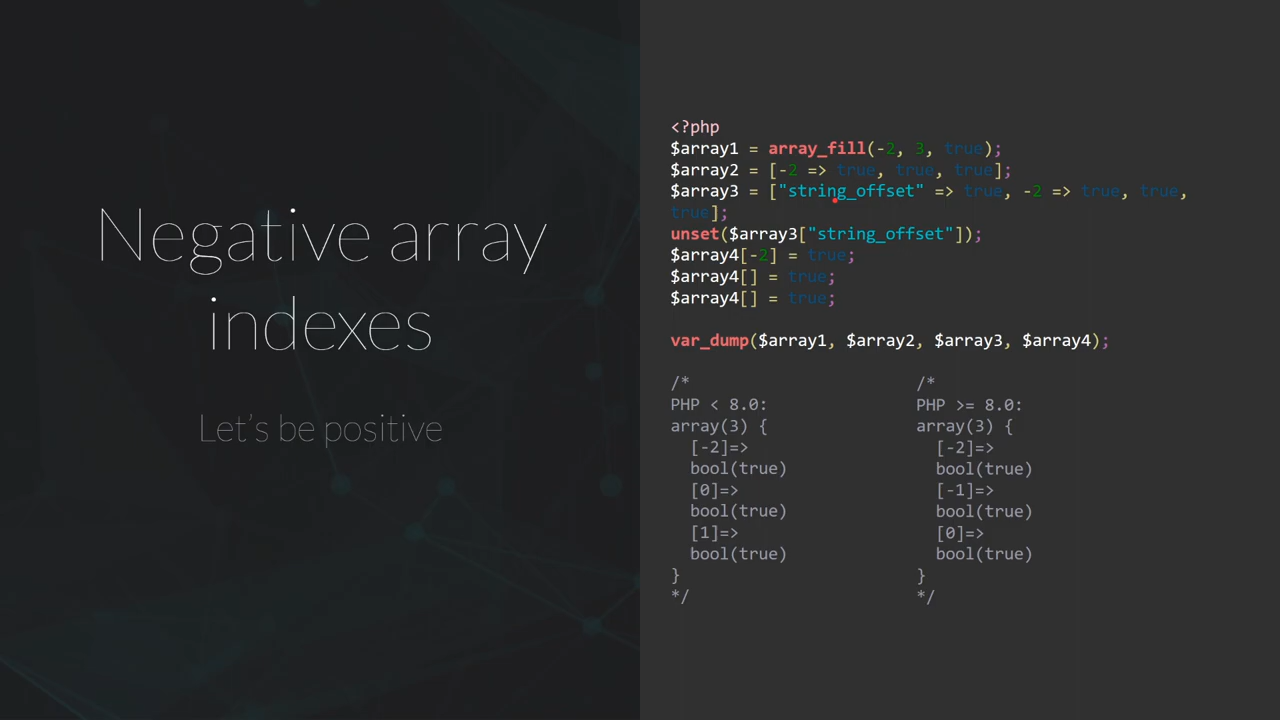 Negative array
indexes
Let's be positive
<?php
$array1 = array_fill(-2, 3, true);
$array2 = [-2 => true, true, true];
$array3 = ["string_offset" => true, -2 => true, true,
true];
unset($array3["string_offset"]);
$array4[-2] = true;
$array4[] = true;
$array4[] = true;
var_dump($array1, $array2, $array3, $array4);
/*
PHP < 8.0:
array(3) {
[-2]=>
bool(true)
[0]=>
bool(true)
[1]=>
bool(true)
}
*/
/*
PHP >= 8.0:
array(3) {
[-2]=>
bool(true)
[-1]=>
bool(true)
[0]=>
bool(true)
}
*/